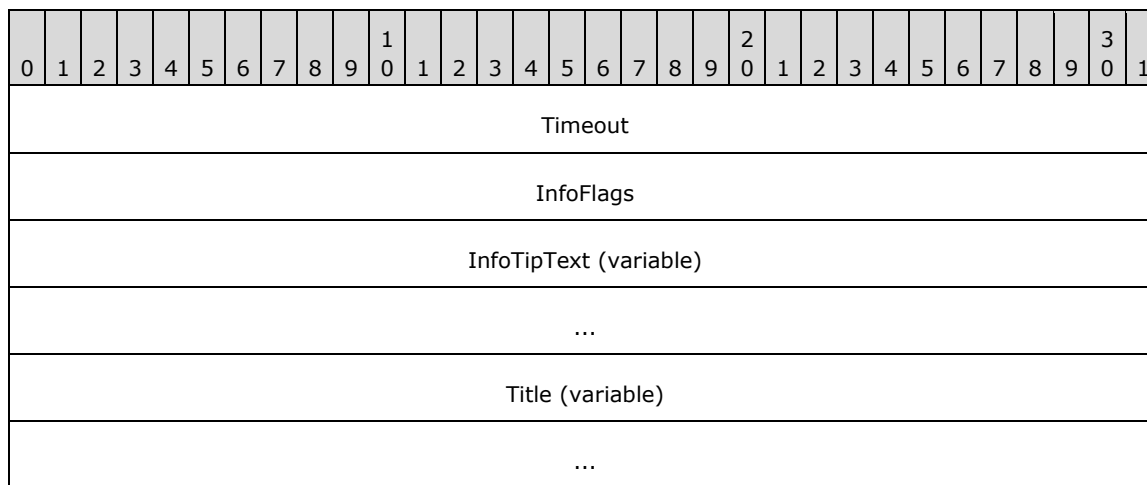 1 2 3
0 1 2 3 4 5 6 7 8 9 0 1 2 3 4 5 6 7 8 9 0 1 2 3 4 5 6 7 8 9 0 1
Timeout
InfoFlags
InfoTipText (variable)
...
Title (variable)
...